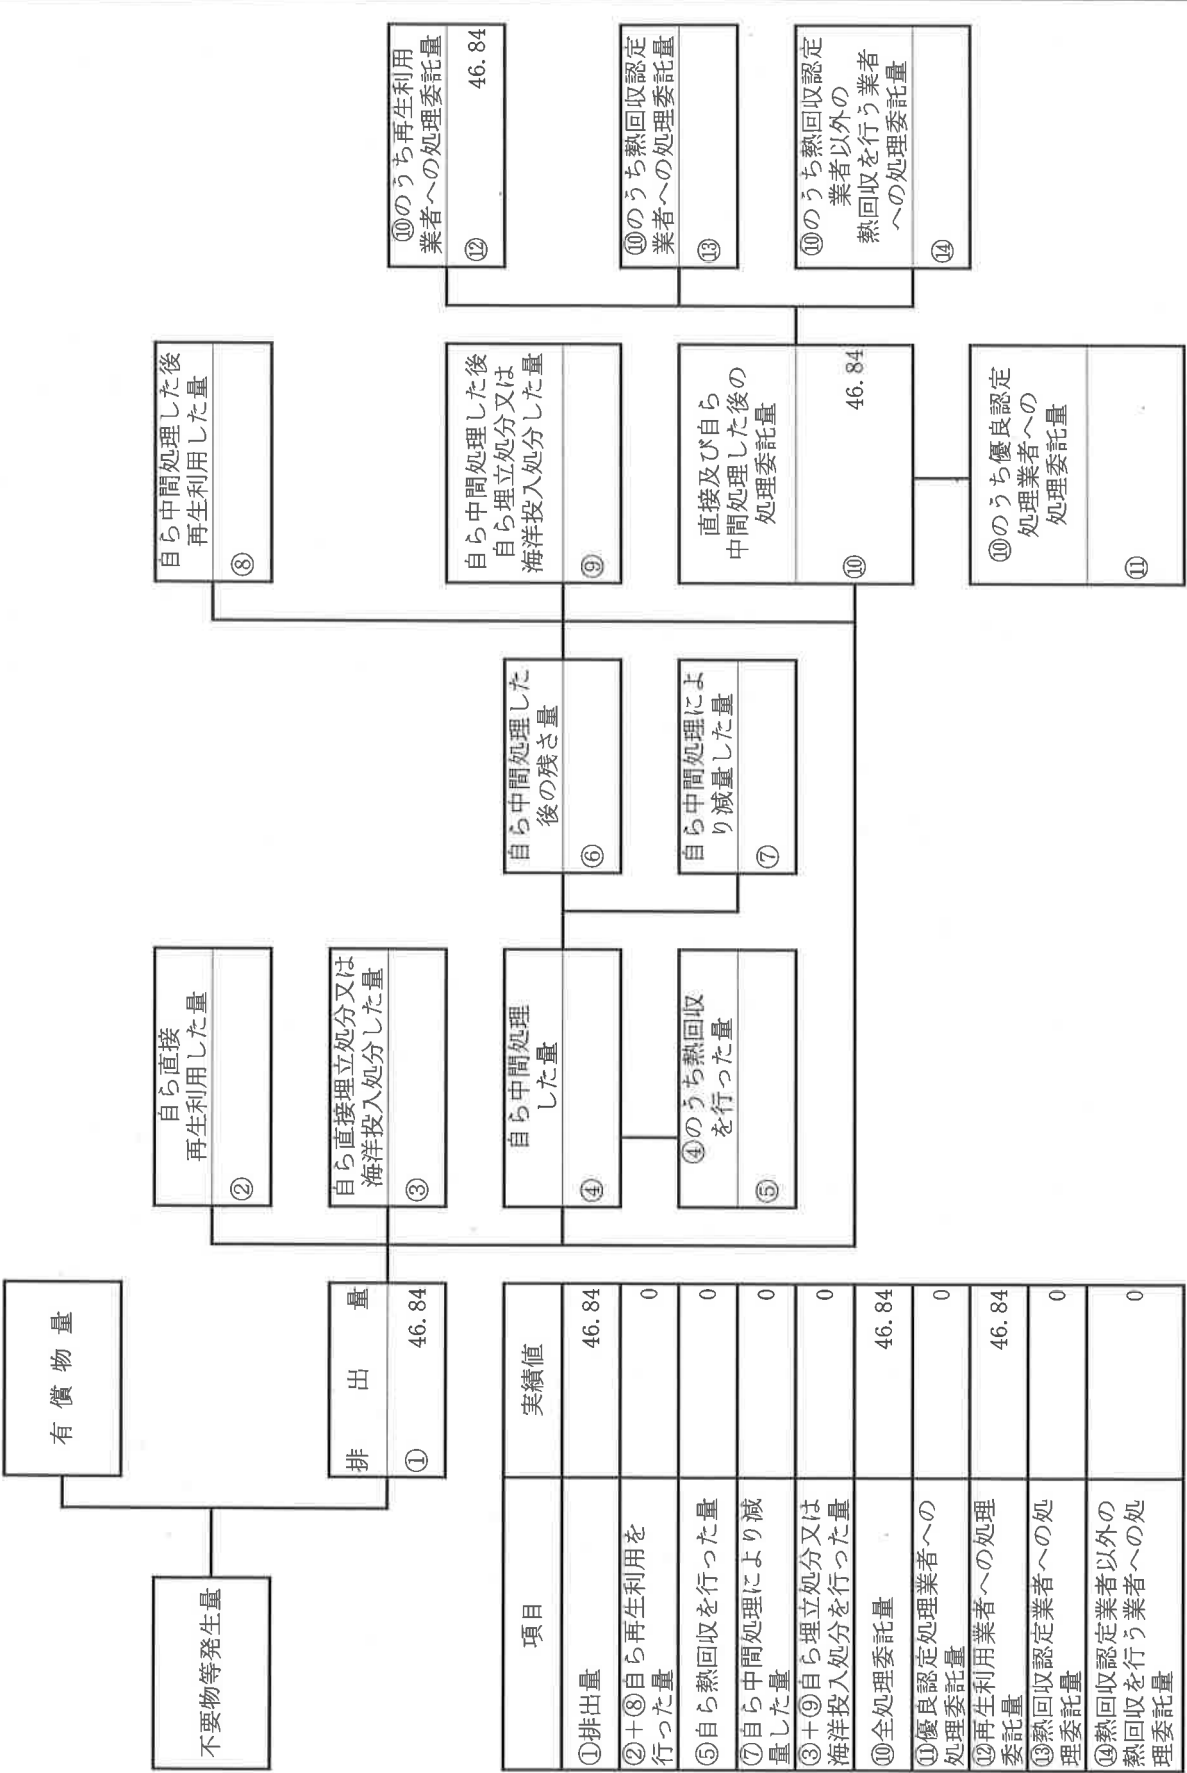 不要物等発生量
有償物量
排出量
① 46.84
自ら直接
再生利用した量
②
自ら直接埋立処分又は
海洋投入処分した量
③
自ら中間処理
した量
④
④のうち熱回収
を行った量
⑤
自ら中間処理した
後の残さ量
⑥
自ら中間処理によ
り減量した量
⑦
自ら中間処理した後
再生利用した量
⑧
自ら中間処理した後
自ら埋立処分又は
海洋投入処分した量
⑨
直接及び自ら
中間処理した後の
処理委託量
⑩ 46.84
⑩のうち優良認定
処理業者への
処理委託量
⑪
⑩のうち再生利用
業者への処理委託量
⑫ 46.84
⑩のうち熱回収認定
業者への処理委託量
⑬
⑩のうち熱回収認定
業者以外の
熱回収を行う業者
への処理委託量
⑭
項目 実績値
①排出量 46.84
②＋⑧自ら再生利用を
行った量 0
⑤自ら熱回収を行った量 0
⑦自ら中間処理により減
量した量 0
③＋⑨自ら埋立処分又は
海洋投入処分を行った量 0
⑩全処理委託量 46.84
⑪優良認定処理業者への
処理委託量 0
⑫再生利用業者への処理
委託量 46.84
⑬熱回収認定業者への処
理委託量 0
⑭熱回収認定業者以外の
熱回収を行う業者への処
理委託量 0